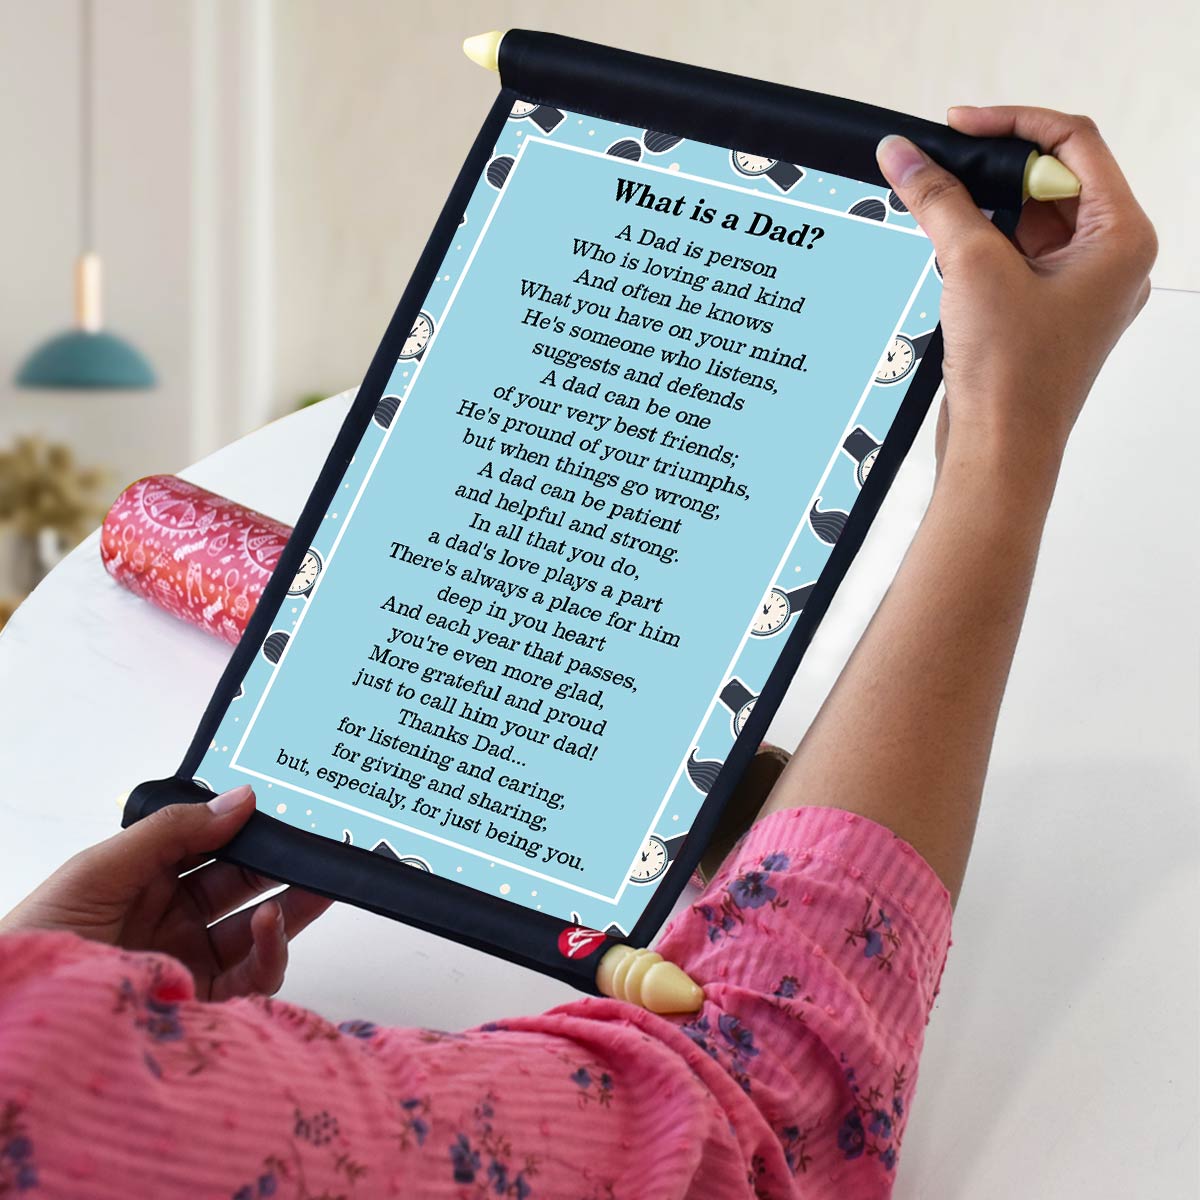 What is a Dad?
A Dad is person
Who is loving and kind
And often he knows
What you have on your mind.
He's someone who listens,
suggests and defends
A dad can be one
of your very best friends;
He's pround of your triumphs,
but when things go wrong,
A dad can be patient
and helpful and strong.
In all that you do,
a dad's love plays a part
There's always a place for him
deep in you heart
And each year that passes,
you're even more glad,
More grateful and proud
just to call him your dad!
Thanks Dad...
for listening and caring,
for giving and sharing,
but, especialy, for just being you.